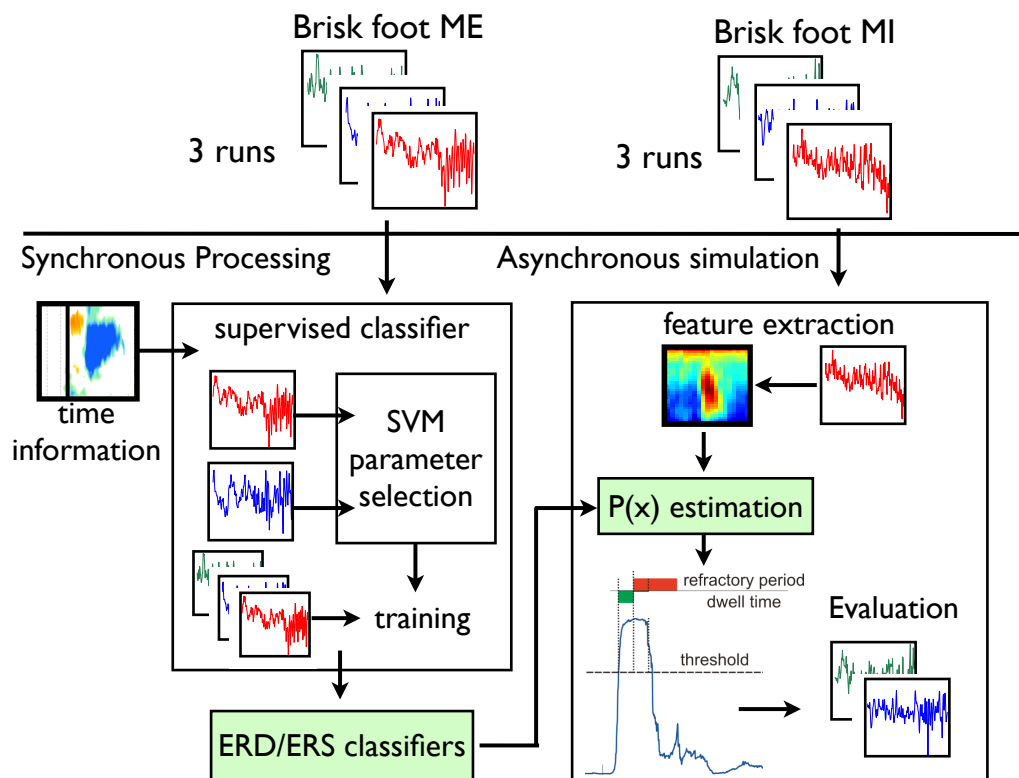 Brisk foot ME
Brisk foot MI
3 runs
3 runs
Synchronous Processing
Asynchronous simulation
supervised classifier
time
information
SVM
parameter
selection
training
ERD/ERS classifiers
feature extraction
P(x) estimation
refractory period
dwell time
threshold
Evaluation